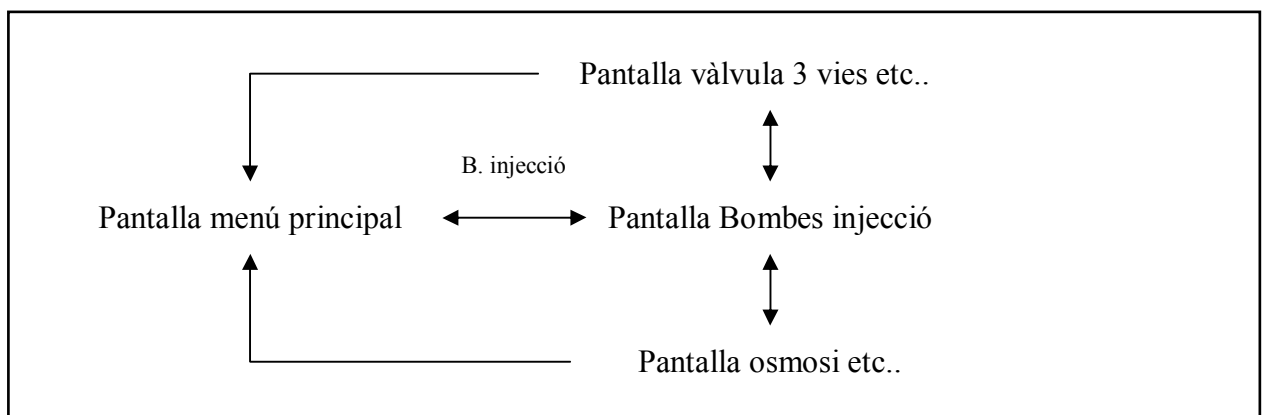 Pantalla vàlvula 3 vies etc..
B. injecció
Pantalla menú principal
Pantalla Bombes injecció
Pantalla osmosi etc..